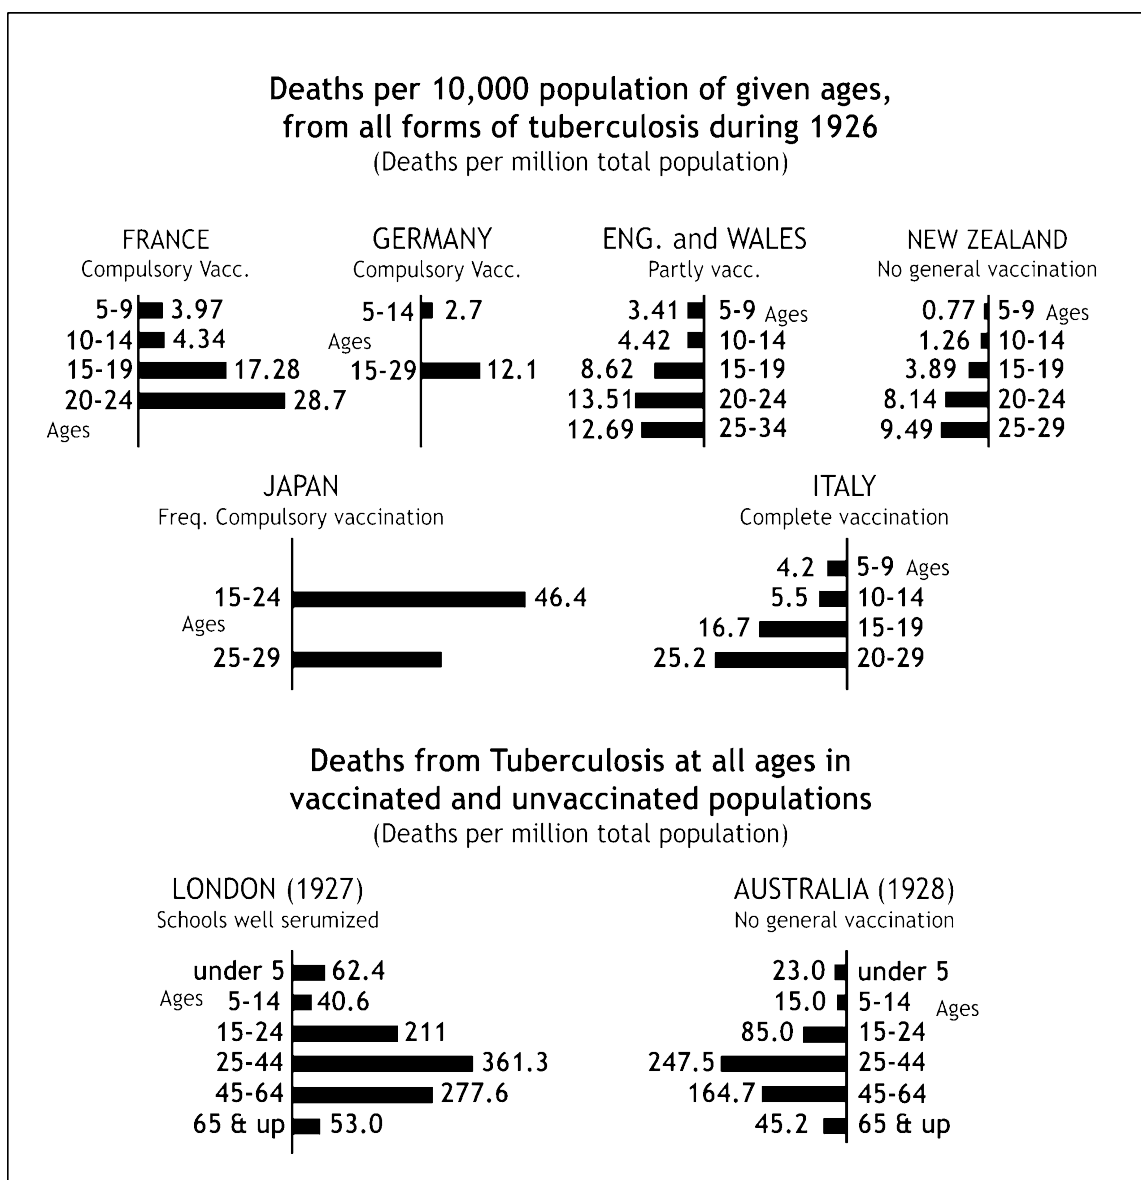 Deaths per 10,000 population of given ages,
from all forms of tuberculosis during 1926
(Deaths per million total population)
FRANCE
Compulsory Vacc.
5-9 3.97
10-14 4.34
15-19 17.28
20-24 28.7
Ages
GERMANY
Compulsory Vacc.
5-14 2.7
Ages
15-29 12.1
ENG. and WALES
Partly vacc.
3.41 5-9 Ages
4.42 10-14
8.62 15-19
13.51 20-24
12.69 25-34
NEW ZEALAND
No general vaccination
0.77 5-9 Ages
1.26 10-14
3.89 15-19
8.14 20-24
9.49 25-29
JAPAN
Freq. Compulsory vaccination
15-24 46.4
Ages
25-29
ITALY
Complete vaccination
4.2 5-9 Ages
5.5 10-14
16.7 15-19
25.2 20-29
Deaths from Tuberculosis at all ages in
vaccinated and unvaccinated populations
(Deaths per million total population)
LONDON (1927)
Schools well serumized
under 5 62.4
Ages 5-14 40.6
15-24 211
25-44 361.3
45-64 277.6
65 & up 53.0
AUSTRALIA (1928)
No general vaccination
23.0 under 5
15.0 5-14 Ages
85.0 15-24
247.5 25-44
164.7 45-64
45.2 65 & up